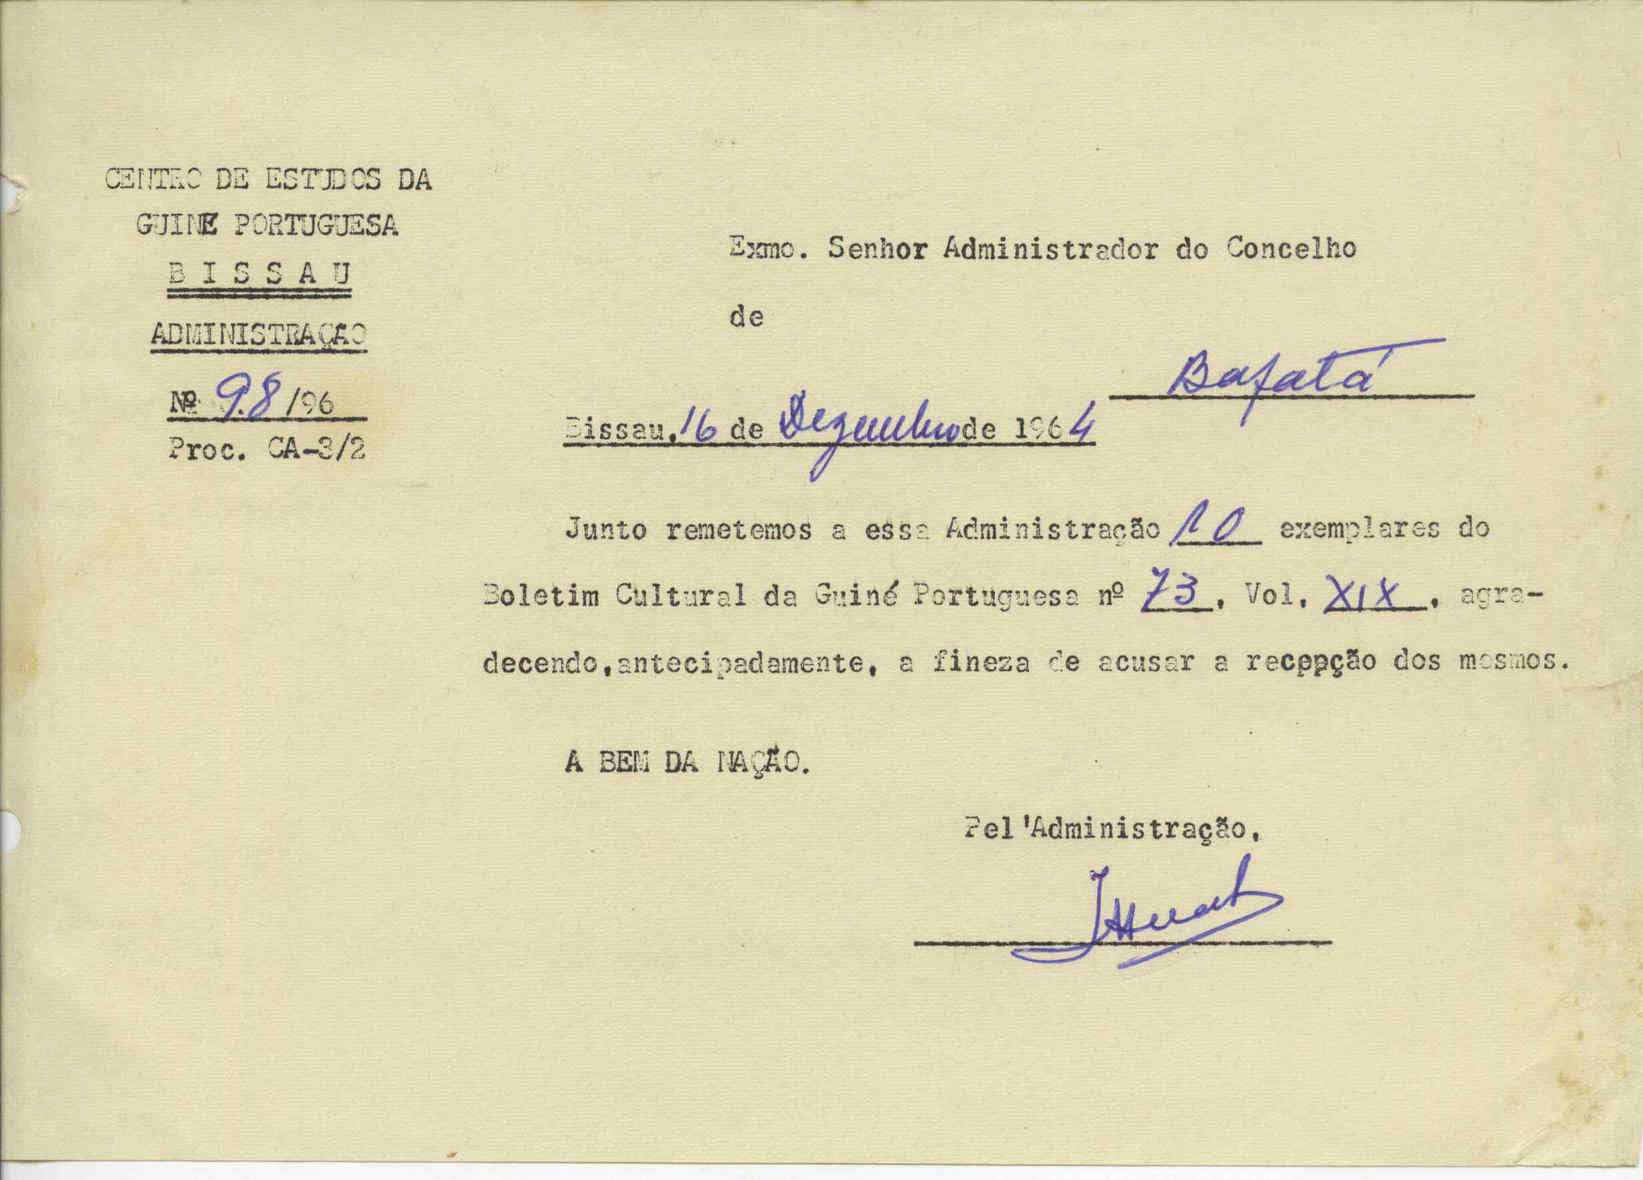 CENTRO DE ESTUDOS DA
GUINÉ PORTUGUESA
B I S S A U
ADMINISTRAÇÃO
Nº 98/96
Proc. CA-3/2
Exmo. Senhor Administrador do Concelho
de
Bafatá
Bissau,16 de Dezembro de 1964
Junto remetemos a essa Administração 10 exemplares do
Boletim Cultural da Guiné Portuguesa nº 73, Vol. XIX, agra-
decendo,antecipadamente, a fineza de acusar a recppção dos mesmos.
A BEM DA NAÇÃO.
Pel'Administração,